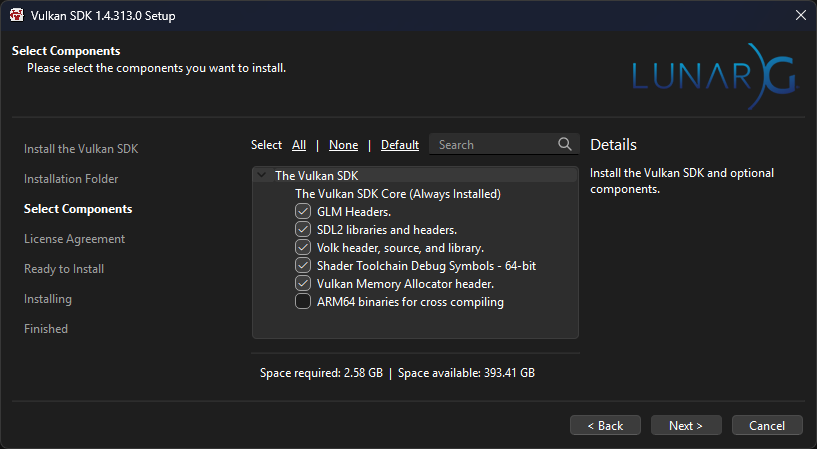 Vulkan SDK 1.4.313.0 Setup
Select Components
Please select the components you want to install.
LUNARG
Install the Vulkan SDK
Installation Folder
Select Components
License Agreement
Ready to Install
Installing
Finished
Select All | None | Default Search
The Vulkan SDK
The Vulkan SDK Core (Always Installed)
GLM Headers.
SDL2 libraries and headers.
Volk header, source, and library.
Shader Toolchain Debug Symbols - 64-bit
Vulkan Memory Allocator header.
ARM64 binaries for cross compiling
Space required: 2.58 GB | Space available: 393.41 GB
Details
Install the Vulkan SDK and optional
components.
< Back Next > Cancel